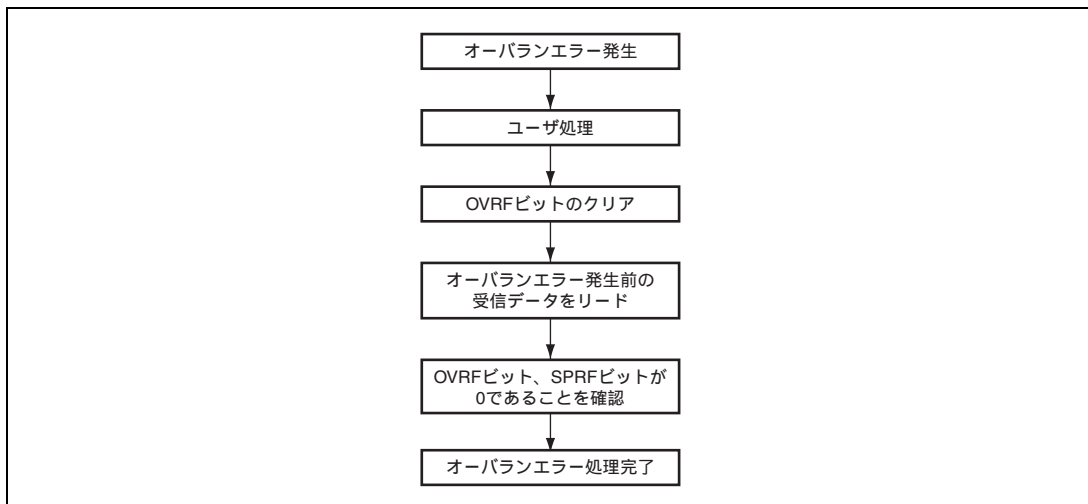 オーバランエラー発生
ユーザ処理
OVRFビットのクリア
オーバランエラー発生前の
受信データをリード
OVRFビット、SPRFビットが
0であることを確認
オーバランエラー処理完了